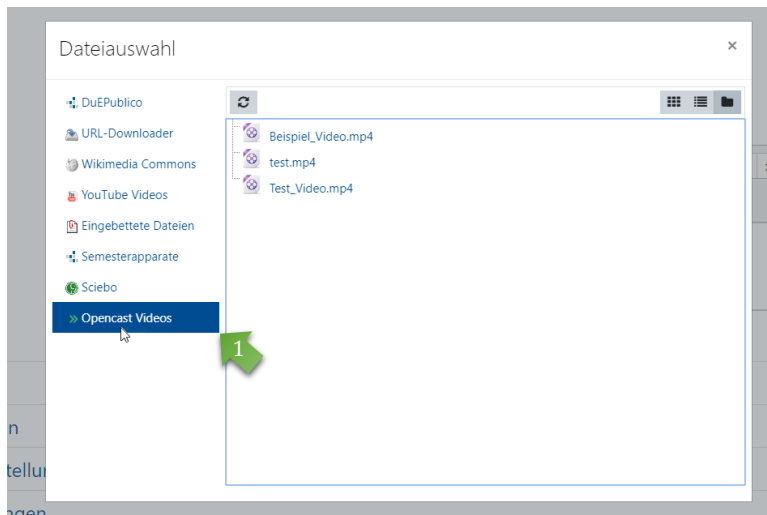 Dateiauswahl
×
DuEPublico
URL-Downloader
Wikimedia Commons
YouTube Videos
Eingebettete Dateien
Semesterapparate
Sciebo
Opencast Videos
1
Beispiel_Video.mp4
test.mp4
Test_Video.mp4
n
tellu